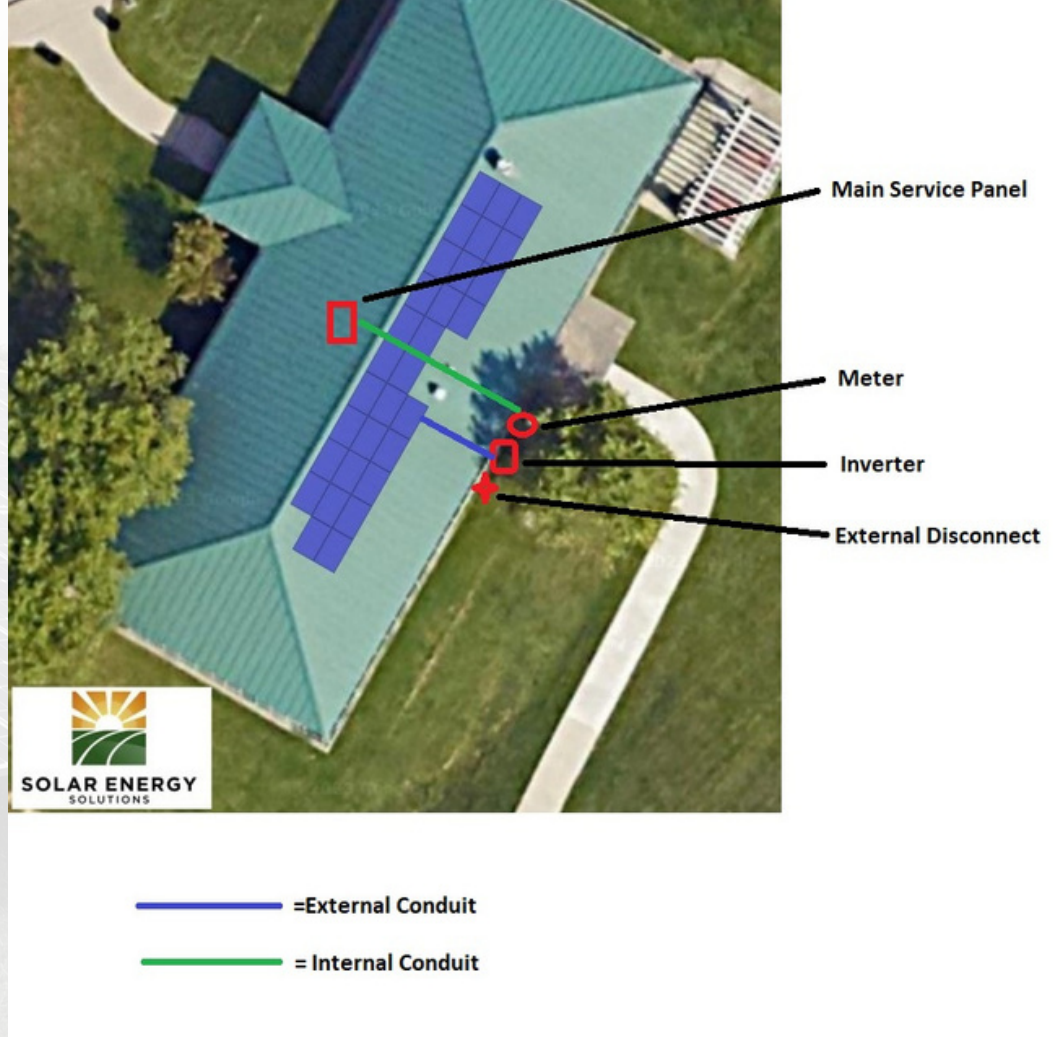 Main Service Panel
Meter
Inverter
External Disconnect
SOLAR ENERGY
SOLUTIONS
=External Conduit
= Internal Conduit